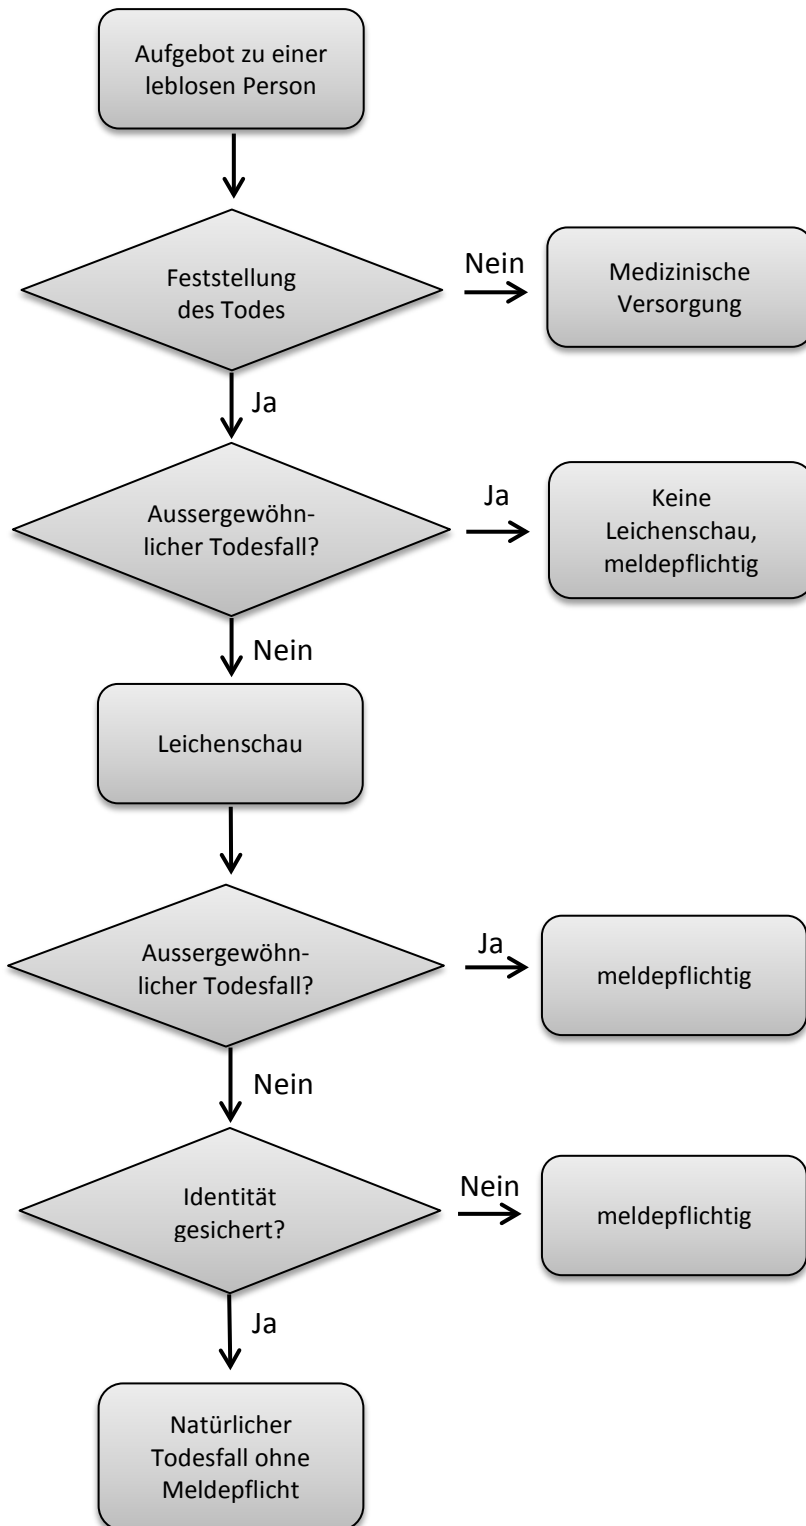 Aufgebot zu einer
leblosen Person
Feststellung
des Todes
Nein
Medizinische
Versorgung
Ja
Aussergewöhn-
licher Todesfall?
Ja
Keine
Leichenschau,
meldepflichtig
Nein
Leichenschau
Aussergewöhn-
licher Todesfall?
Ja
meldepflichtig
Nein
Identität
gesichert?
Nein
meldepflichtig
Ja
Natürlicher
Todesfall ohne
Meldepflicht